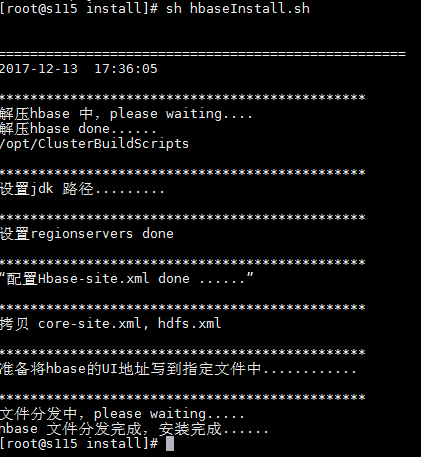 [root@s115 install]# sh hbaseInstall.sh
==================================================
2017-12-13  17:36:05
*********************************************
解压hbase 中，please waiting....
解压hbase done......
/opt/ClusterBuildScripts
*********************************************
设置jdk 路径.........
*********************************************
设置regionservers done
*********************************************
“配置Hbase-site.xml done ......”
*********************************************
拷贝 core-site.xml, hdfs.xml
*********************************************
准备将hbase的UI地址写到指定文件中............
*********************************************
文件分发中，please waiting.....
hbase 文件分发完成，安装完成......
[root@s115 install]#